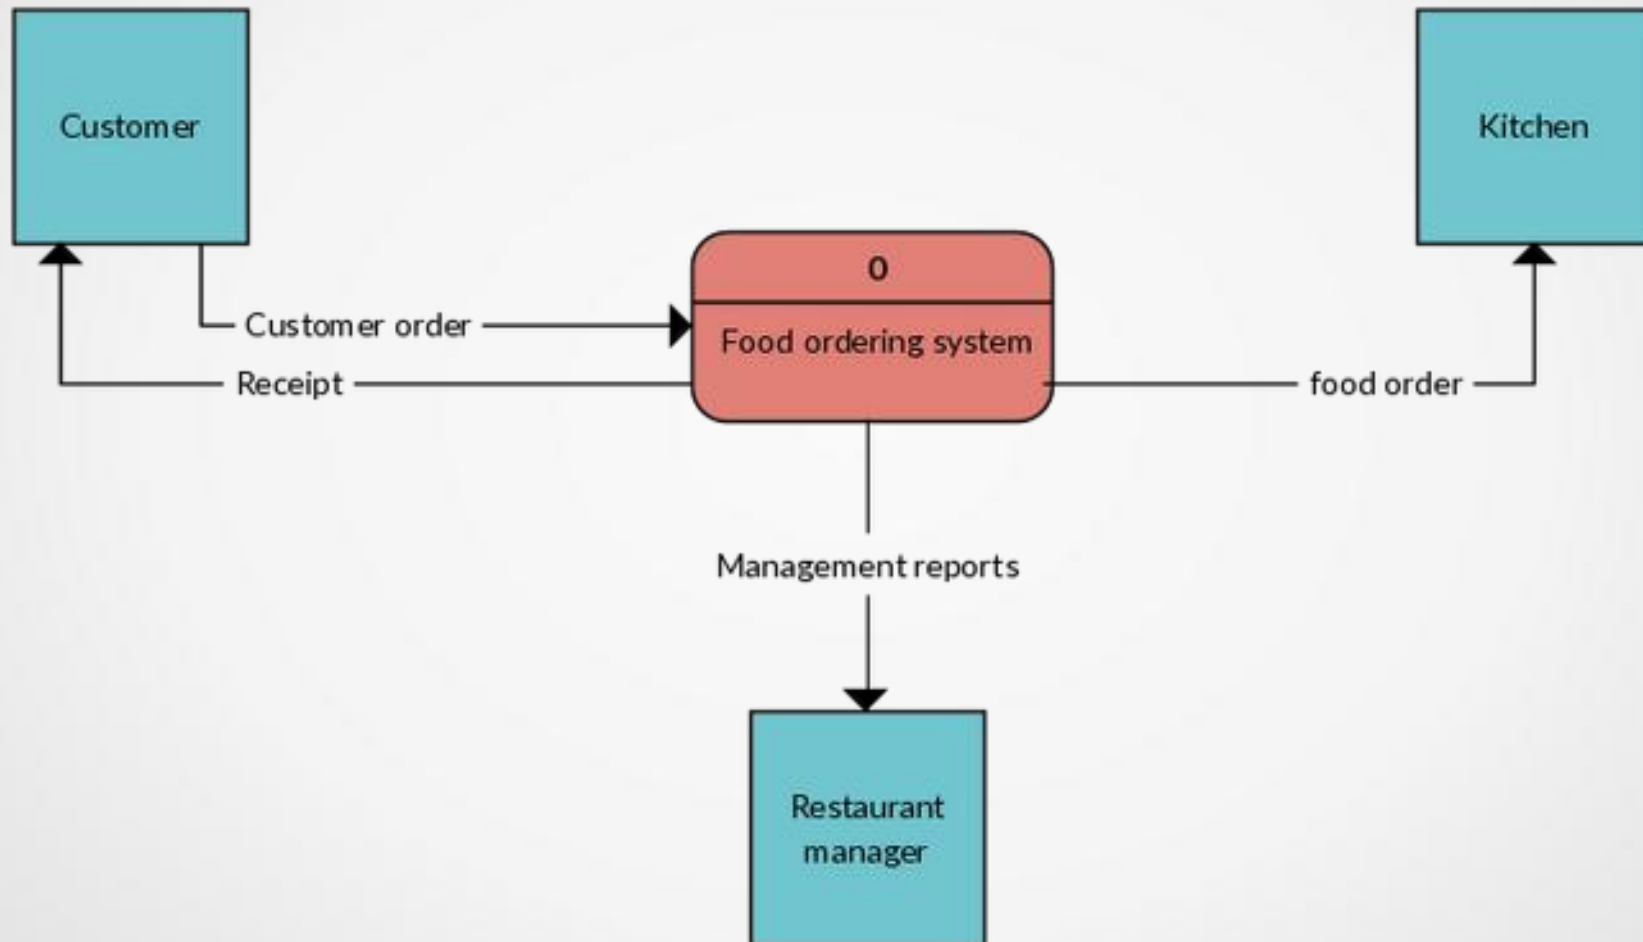 Customer
Kitchen
0
Food ordering system
Customer order
Receipt
food order
Management reports
Restaurant
manager